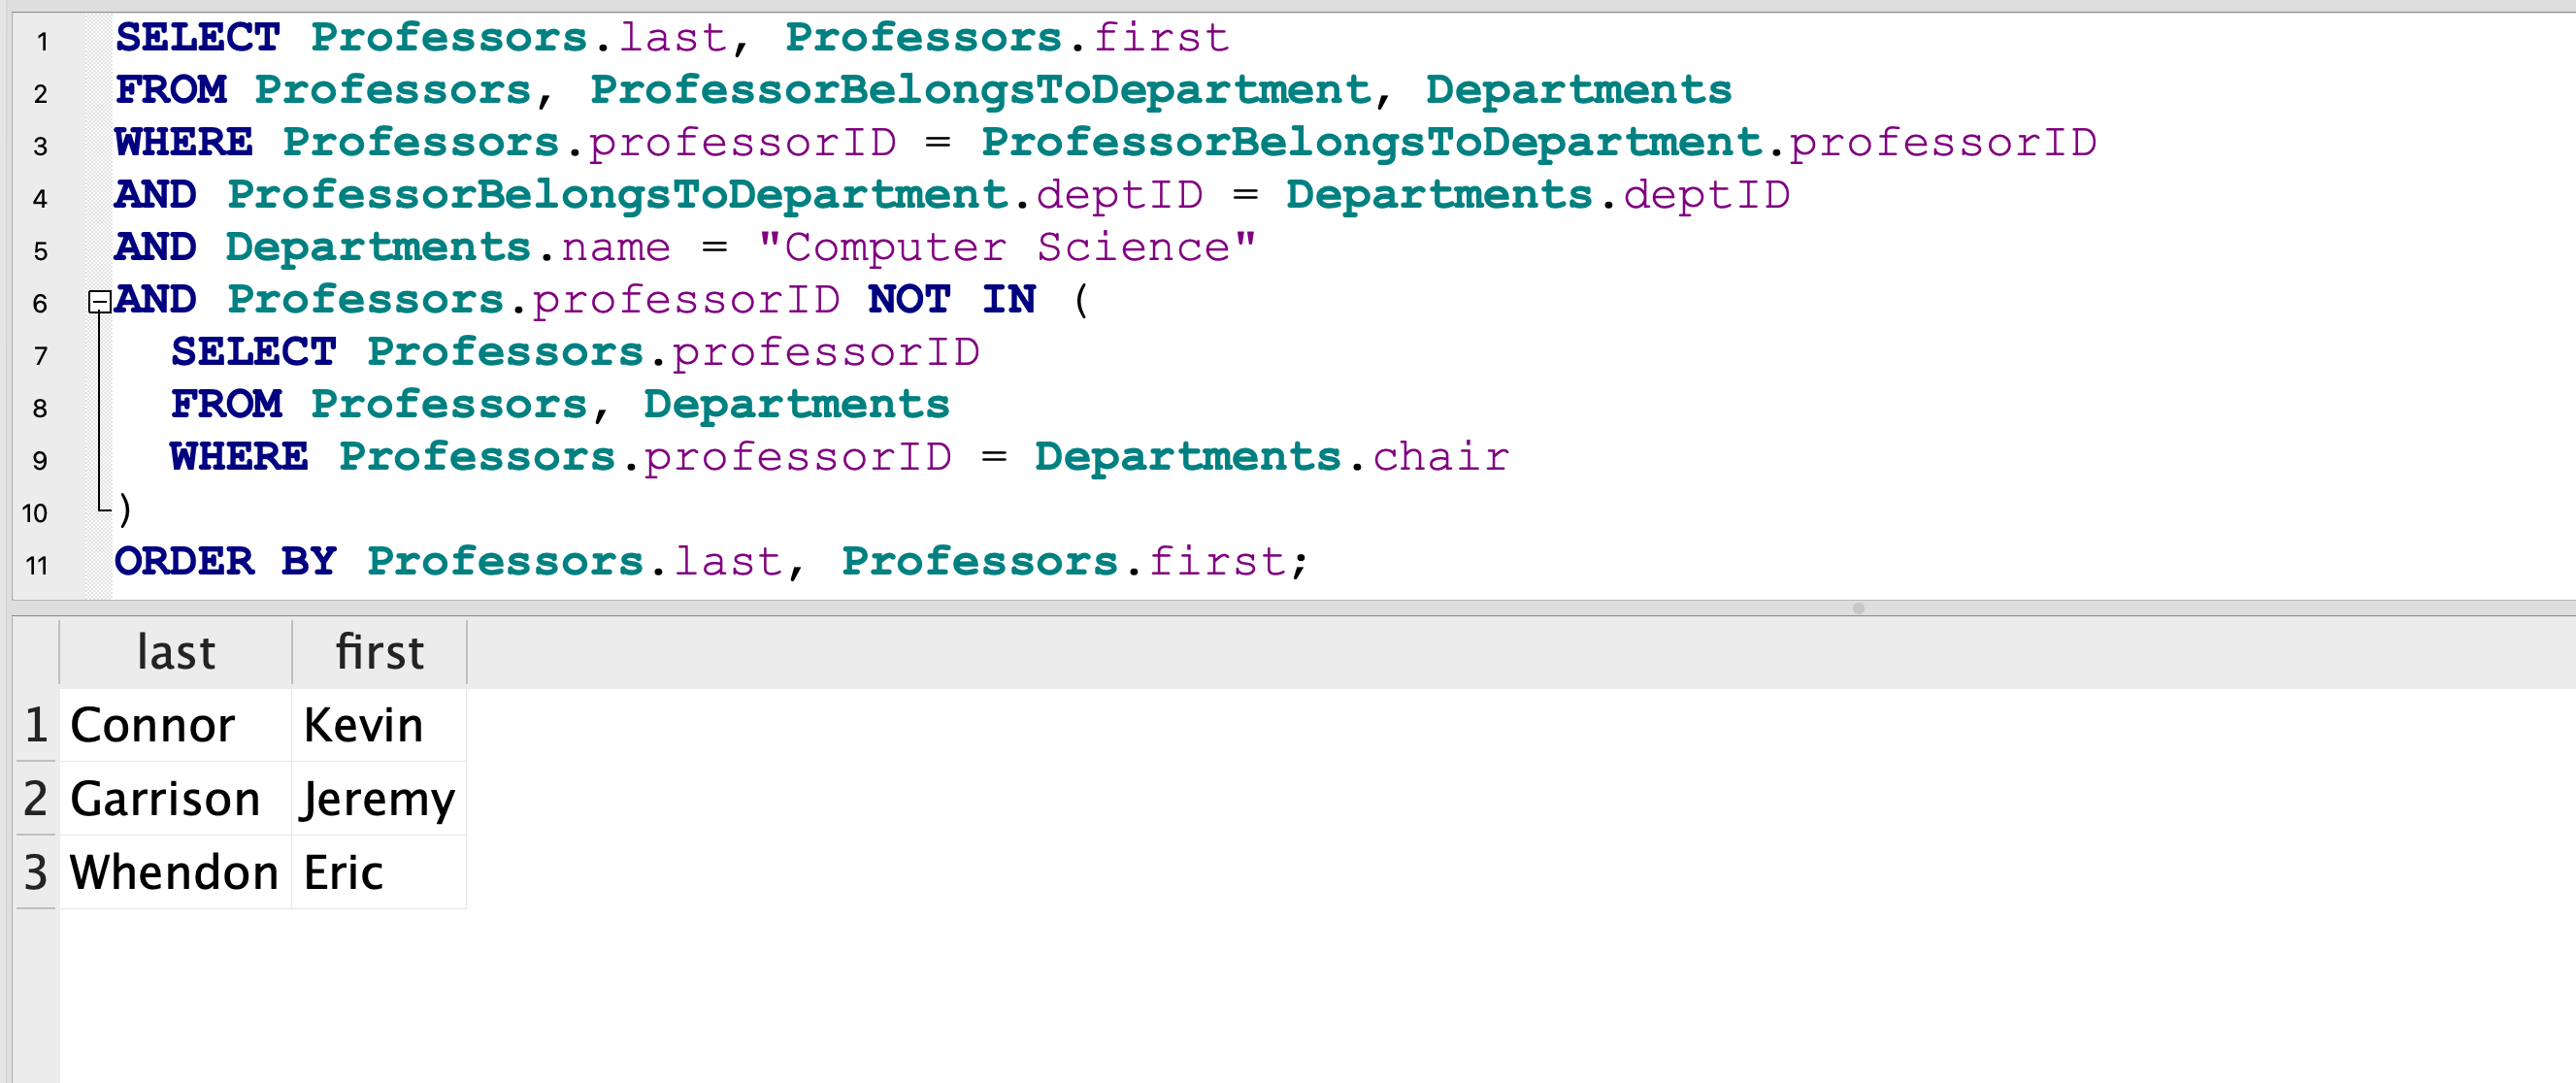 1 SELECT Professors.last, Professors.first
2 FROM Professors, ProfessorBelongsToDepartment, Departments
3 WHERE Professors.professorID = ProfessorBelongsToDepartment.professorID
4 AND ProfessorBelongsToDepartment.deptID = Departments.deptID
5 AND Departments.name = "Computer Science"
6 AND Professors.professorID NOT IN (
7 SELECT Professors.professorID
8 FROM Professors, Departments
9 WHERE Professors.professorID = Departments.chair
10 )
11 ORDER BY Professors.last, Professors.first;
last first
1 Connor Kevin
2 Garrison Jeremy
3 Whendon Eric